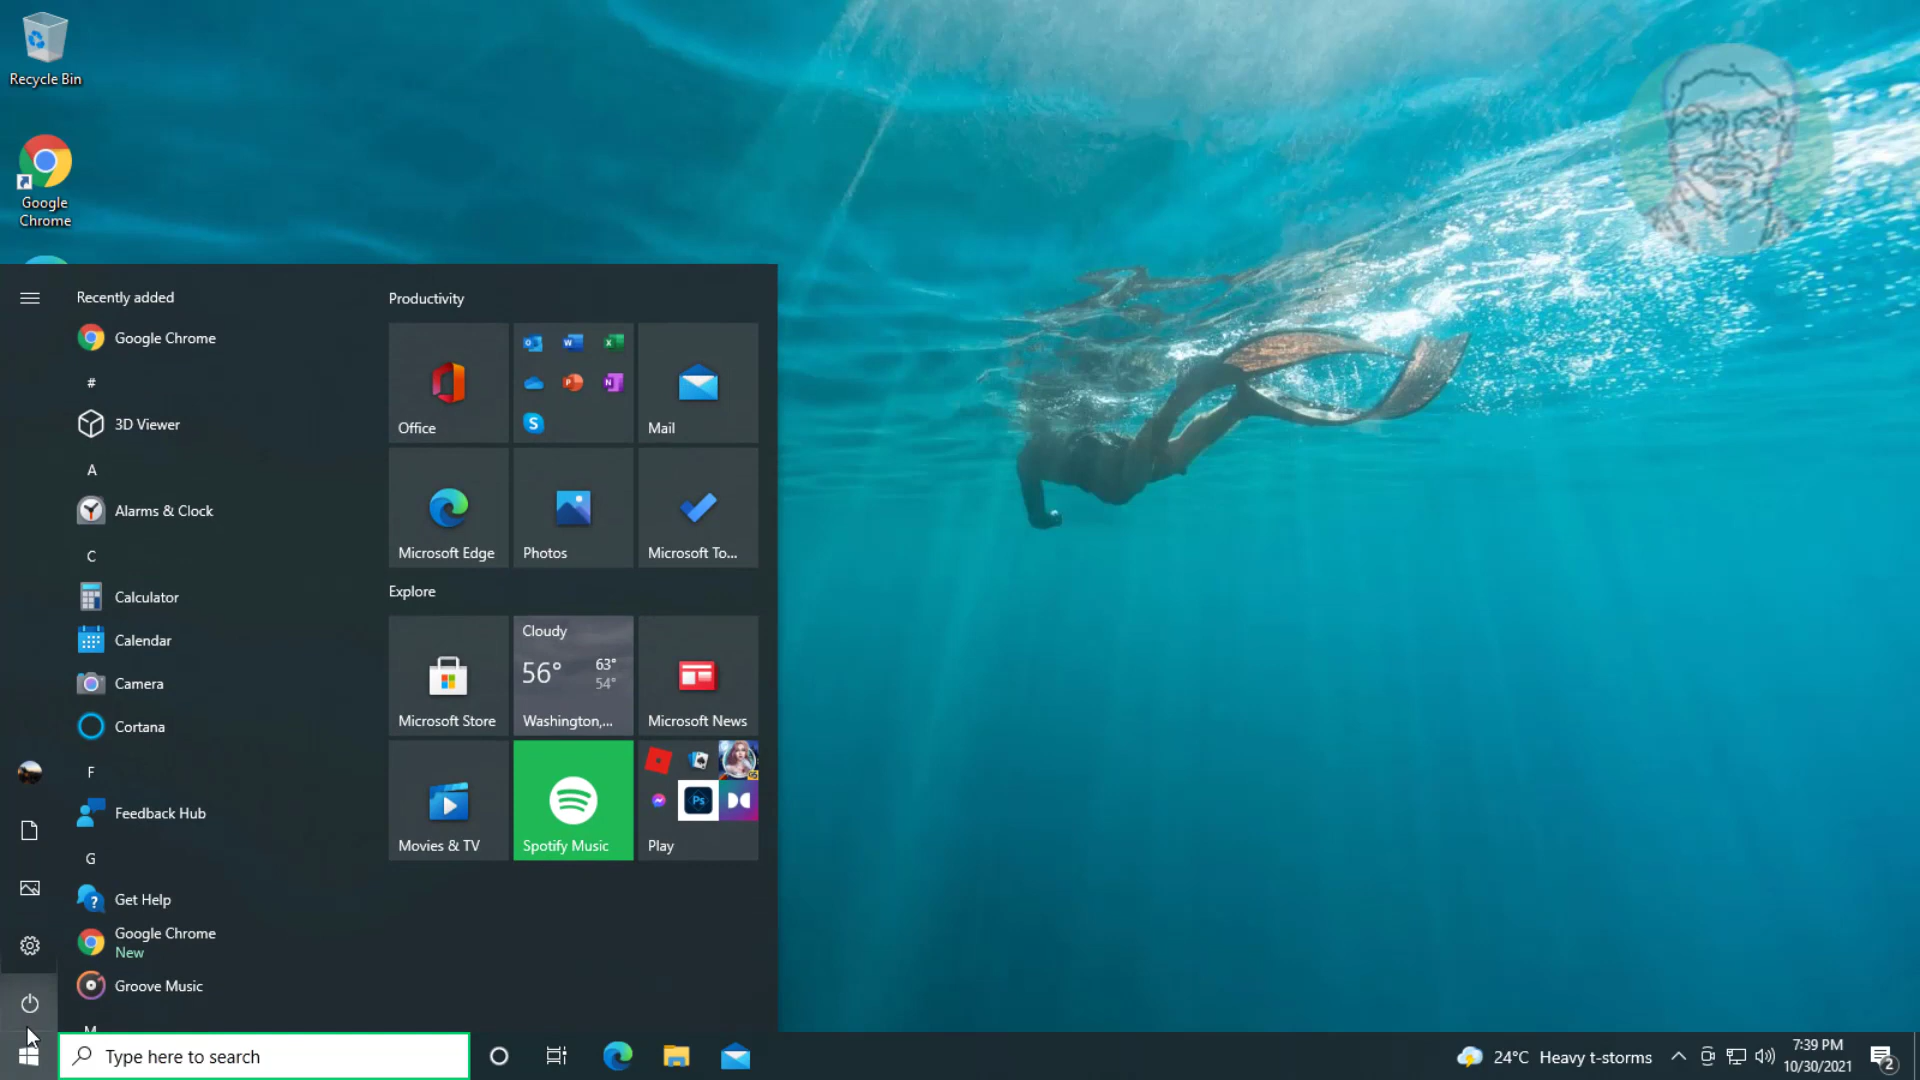 Recycle Bin
Google
Chrome
Recently added
Google Chrome
#
3D Viewer
A
Alarms & Clock
C
Calculator
Calendar
Camera
Cortana
F
Feedback Hub
G
Get Help
Google Chrome
New
Groove Music
M
Productivity
Office
Mail
Microsoft Edge
Photos
Microsoft To...
Explore
Microsoft Store
Cloudy
56°
63°
54°
Washington,...
Microsoft News
Movies & TV
Spotify Music
Ps
Play
Type here to search
24°C Heavy t-storms
7:39 PM
10/30/2021
2